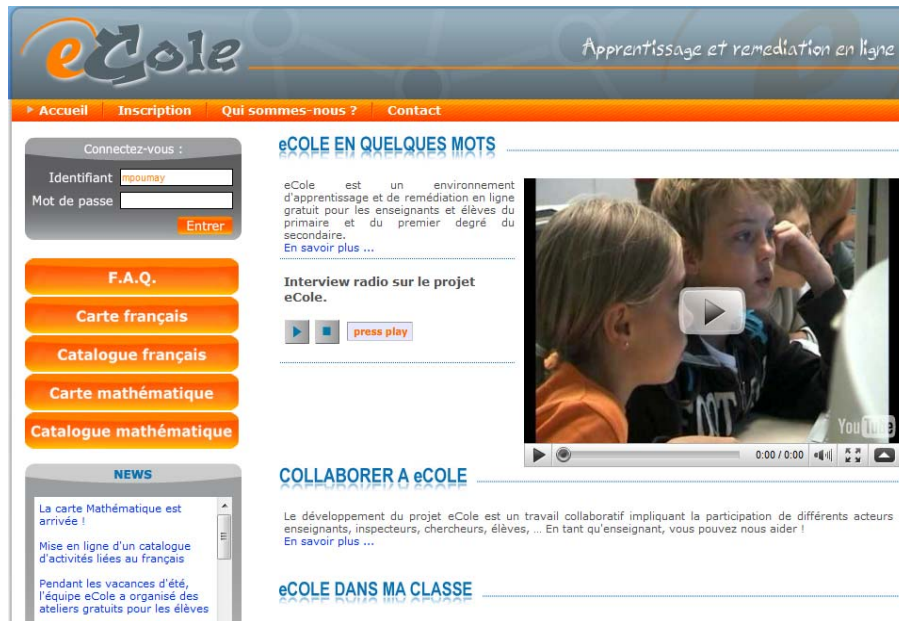 eCole
Apprentissage et remediation en ligne
Accueil Inscription Qui sommes-nous ? Contact
Connectez-vous :
Identifiant mpoumay
Mot de passe
Entrer
F.A.Q.
Carte français
Catalogue français
Carte mathématique
Catalogue mathématique
NEWS
La carte Mathématique est
arrivée !
Mise en ligne d'un catalogue
d'activités liées au français
Pendant les vacances d'été,
l'équipe eCole a organisé des
ateliers gratuits pour les élèves
eCOLE EN QUELQUES MOTS
eCole est un environnement
d'apprentissage et de remédiation en ligne
gratuit pour les enseignants et élèves du
primaire et du premier degré du
secondaire.
En savoir plus ...
Interview radio sur le projet
eCole.
press play
YouTube
0:00 / 0:00
COLLABORER A eCOLE
Le développement du projet eCole est un travail collaboratif impliquant la participation de différents acteurs
enseignants, inspecteurs, chercheurs, élèves, ... En tant qu'enseignant, vous pouvez nous aider !
En savoir plus ...
eCOLE DANS MA CLASSE